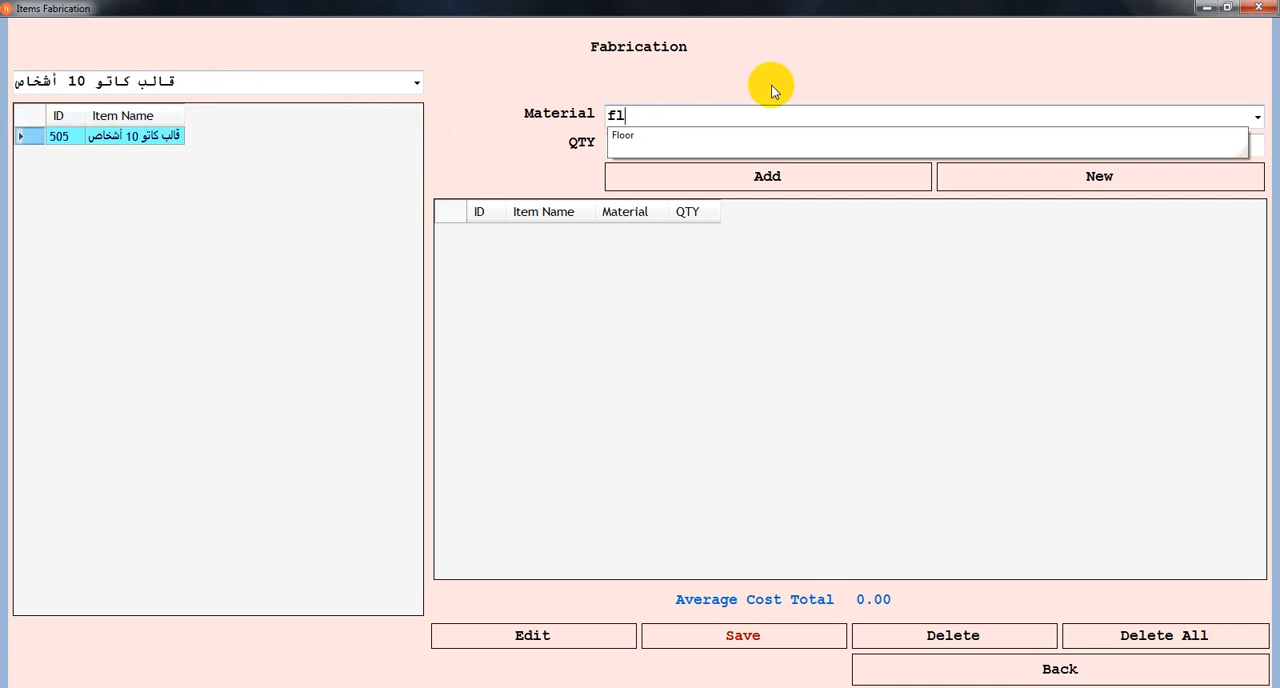 Items Fabrication
Fabrication
قالب كاتو 10 أشخاص
ID Item Name
505 قالب كاتو 10 أشخاص
Material fl
Floor
QTY
Add New
ID Item Name Material QTY
Average Cost Total 0.00
Edit Save Delete Delete All
Back